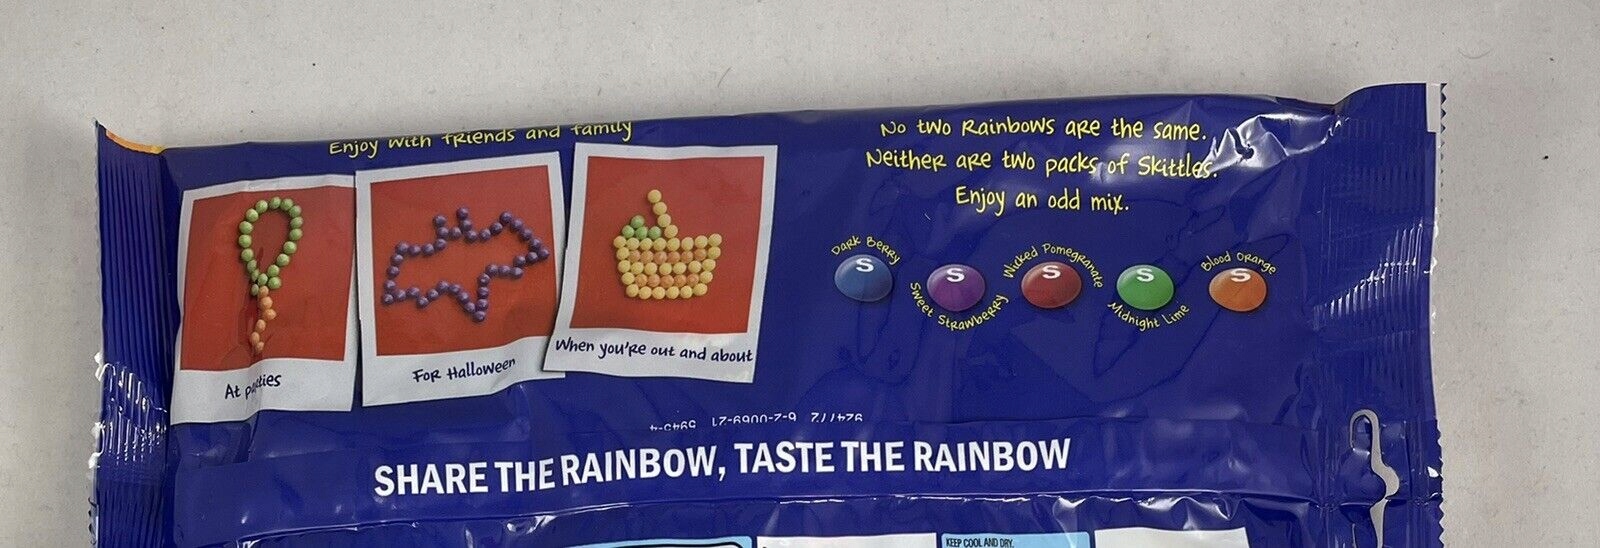 Enjoy with friends and family
At parties
For Halloween
When you're out and about
No two Rainbows are the same.
Neither are two packs of Skittles.
Enjoy an odd mix.
Dark Berry
S
Sweet Strawberry
S
Wicked Pomegranate
S
Midnight Lime
S
Blood Orange
S
SHARE THE RAINBOW, TASTE THE RAINBOW
KEEP COOL AND DRY.